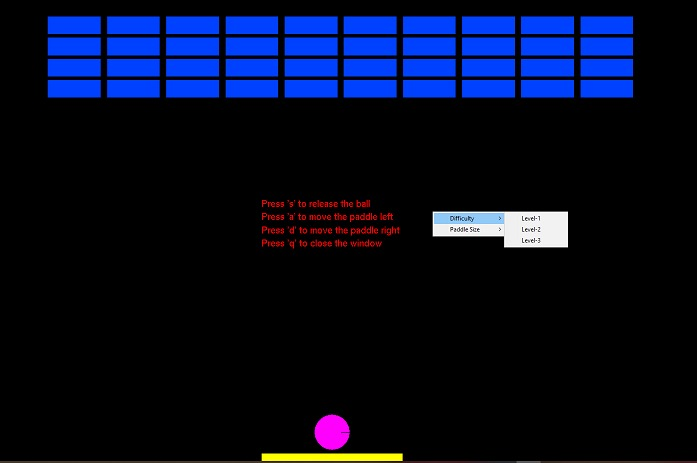 Press 's' to release the ball
Press 'a' to move the paddle left
Press 'd' to move the paddle right
Press 'q' to close the window
Difficulty
Paddle Size
Level-1
Level-2
Level-3